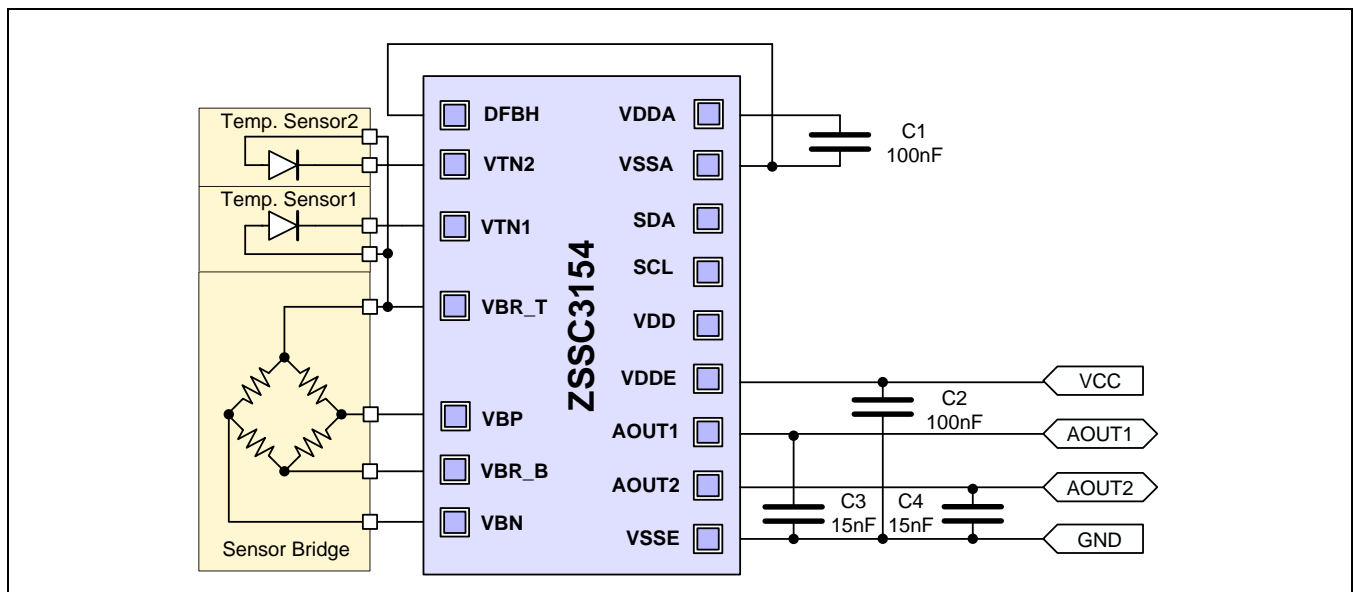 Temp. Sensor2
Temp. Sensor1
Sensor Bridge
DFBH
VTN2
VTN1
VBR_T
VBP
VBR_B
VBN
ZSSC3154
VDDA
VSSA
SDA
SCL
VDD
VDDE
AOUT1
AOUT2
VSSE
C1
100nF
C2
100nF
C3
15nF
C4
15nF
VCC
AOUT1
AOUT2
GND